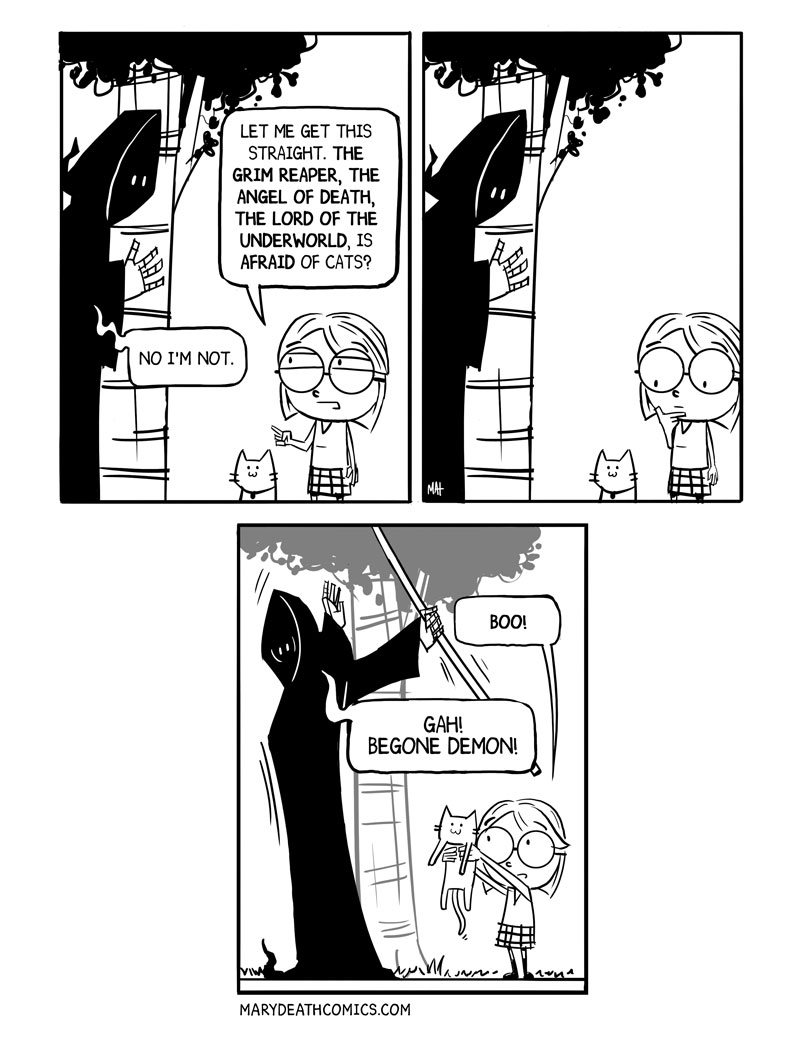 LET ME GET THIS
STRAIGHT. THE
GRIM REAPER, THE
ANGEL OF DEATH,
THE LORD OF THE
UNDERWORLD, IS
AFRAID OF CATS?
NO I'M NOT.
MAt
BOO!
GAH!
BEGONE DEMON!
MARYDEATHCOMICS.COM